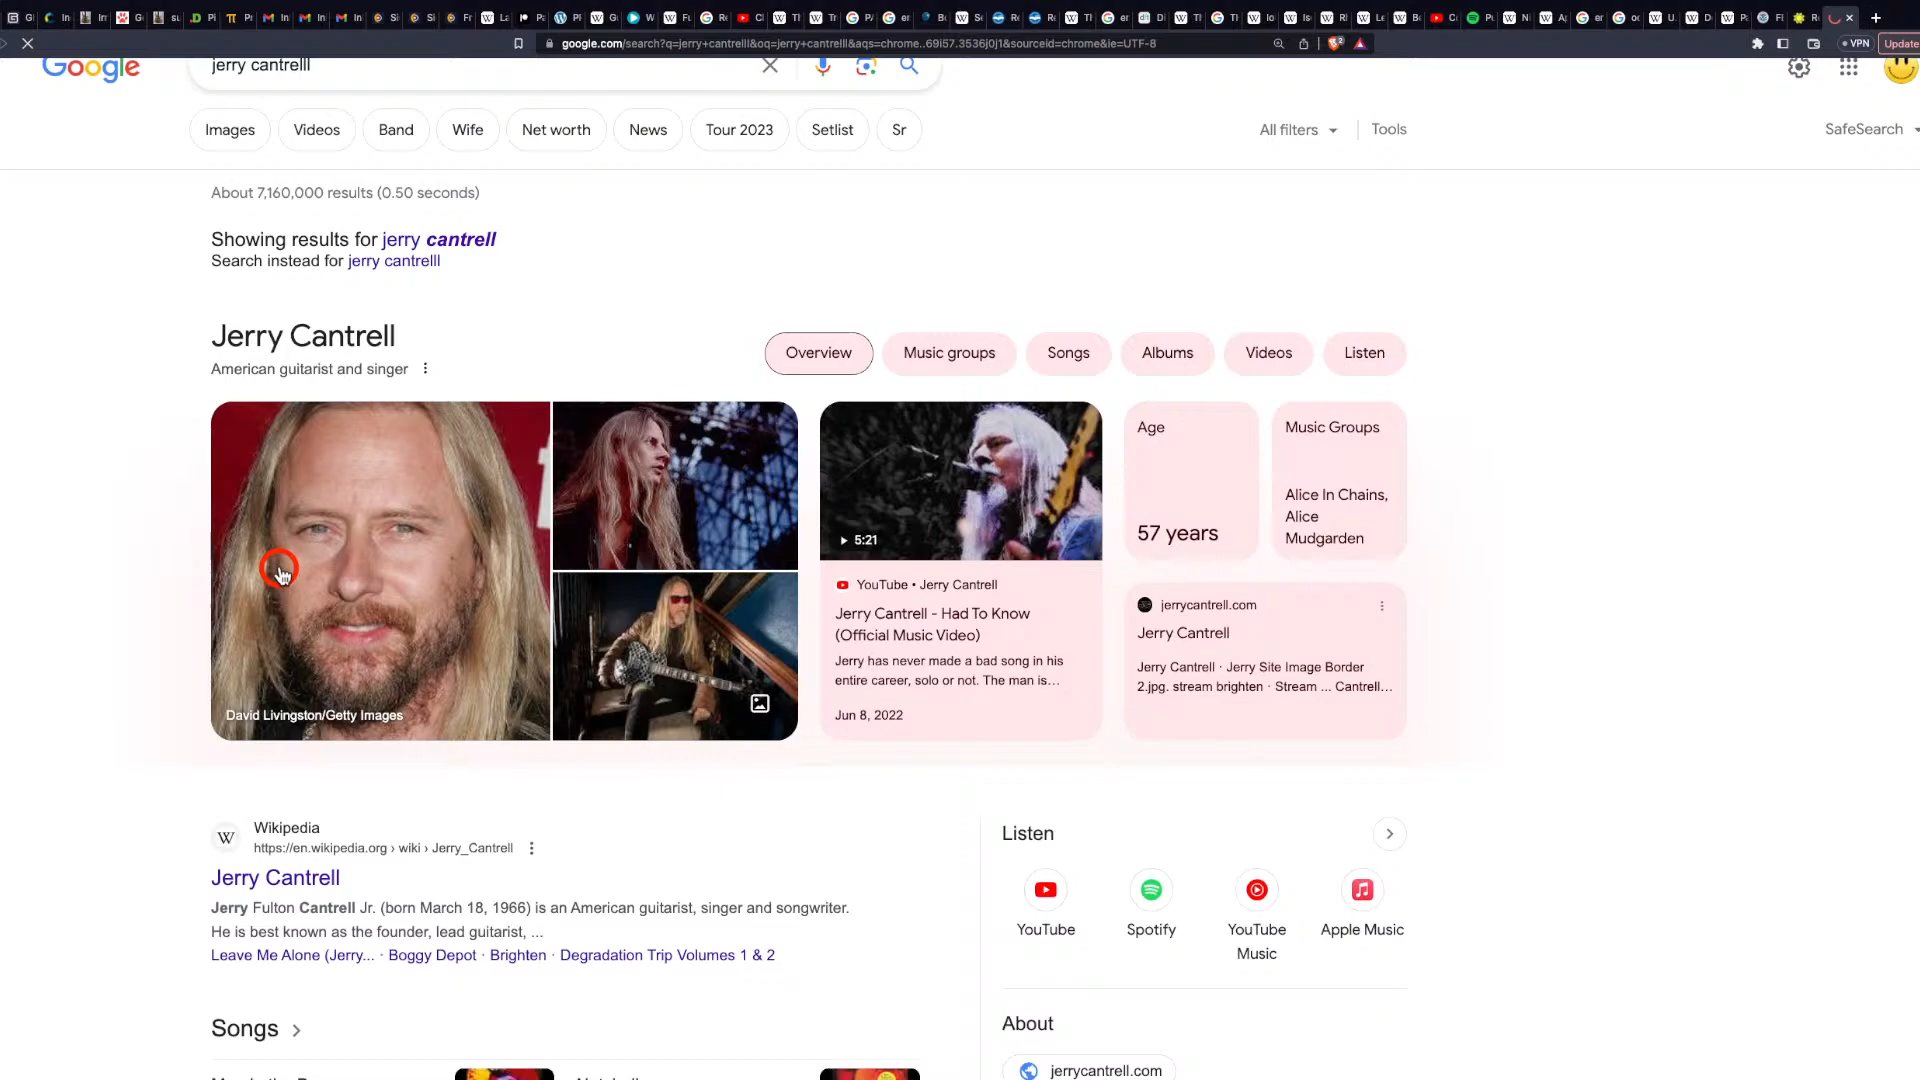 google.com/search?q=jerry+cantrelll&oq=jerry+cantrelll&aqs=chrome..69i57.3536j0j1&sourceid=chrome&ie=UTF-8
VPN
Update
Google
jerry cantrelll
Images
Videos
Band
Wife
Net worth
News
Tour 2023
Setlist
Sr
All filters
Tools
SafeSearch
About 7,160,000 results (0.50 seconds)
Showing results for jerry cantrell
Search instead for jerry cantrelll
Jerry Cantrell
American guitarist and singer
Overview
Music groups
Songs
Albums
Videos
Listen
David Livingston/Getty Images
5:21
YouTube • Jerry Cantrell
Jerry Cantrell - Had To Know
(Official Music Video)
Jerry has never made a bad song in his
entire career, solo or not. The man is...
Jun 8, 2022
Age
57 years
Music Groups
Alice In Chains,
Alice
Mudgarden
jerrycantrell.com
Jerry Cantrell
Jerry Cantrell · Jerry Site Image Border
2.jpg. stream brighten · Stream ... Cantrell...
Wikipedia
https://en.wikipedia.org › wiki › Jerry_Cantrell
Jerry Cantrell
Jerry Fulton Cantrell Jr. (born March 18, 1966) is an American guitarist, singer and songwriter.
He is best known as the founder, lead guitarist, ...
Leave Me Alone (Jerry... · Boggy Depot · Brighten · Degradation Trip Volumes 1 & 2
Songs
Listen
YouTube
Spotify
YouTube
Music
Apple Music
About
jerrycantrell.com